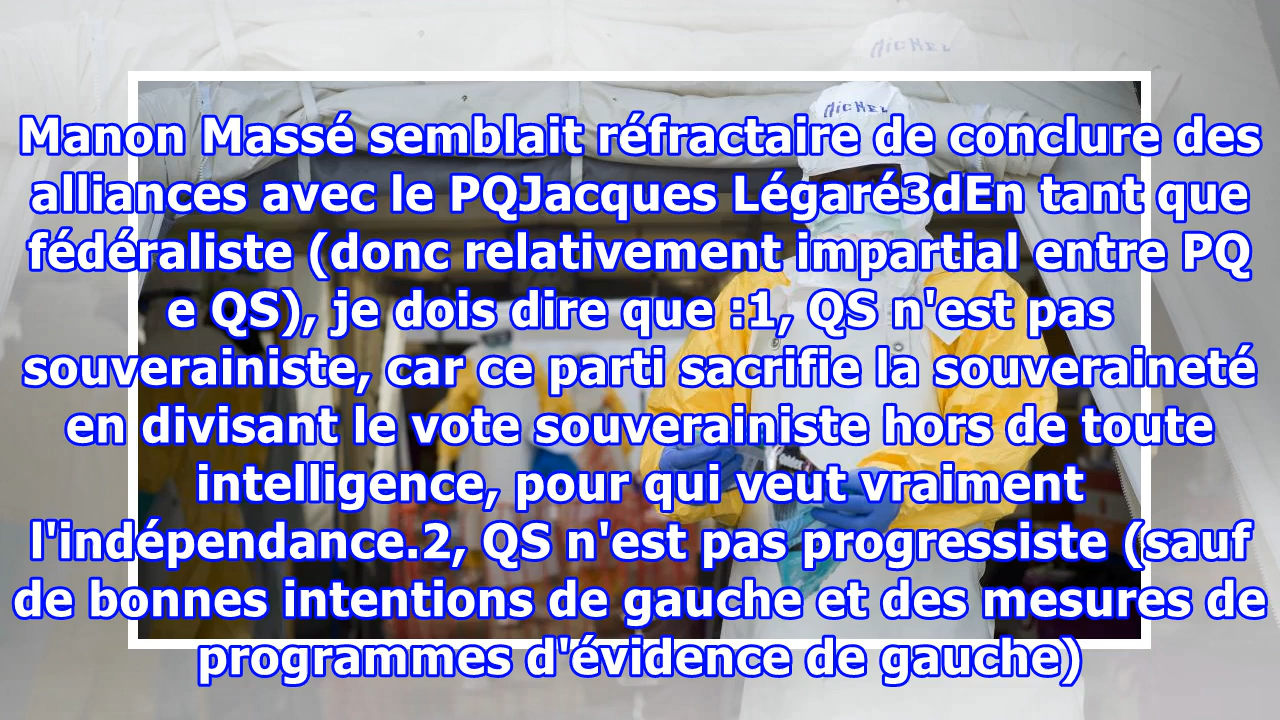 MicHEL
MicHEL
Manon Massé semblait réfractaire de conclure des
alliances avec le PQJacques Légaré3dEn tant que
fédéraliste (donc relativement impartial entre PQ
e QS), je dois dire que :1, QS n'est pas
souverainiste, car ce parti sacrifie la souveraineté
en divisant le vote souverainiste hors de toute
intelligence, pour qui veut vraiment
l'indépendance.2, QS n'est pas progressiste (sauf
de bonnes intentions de gauche et des mesures de
programmes d'évidence de gauche)